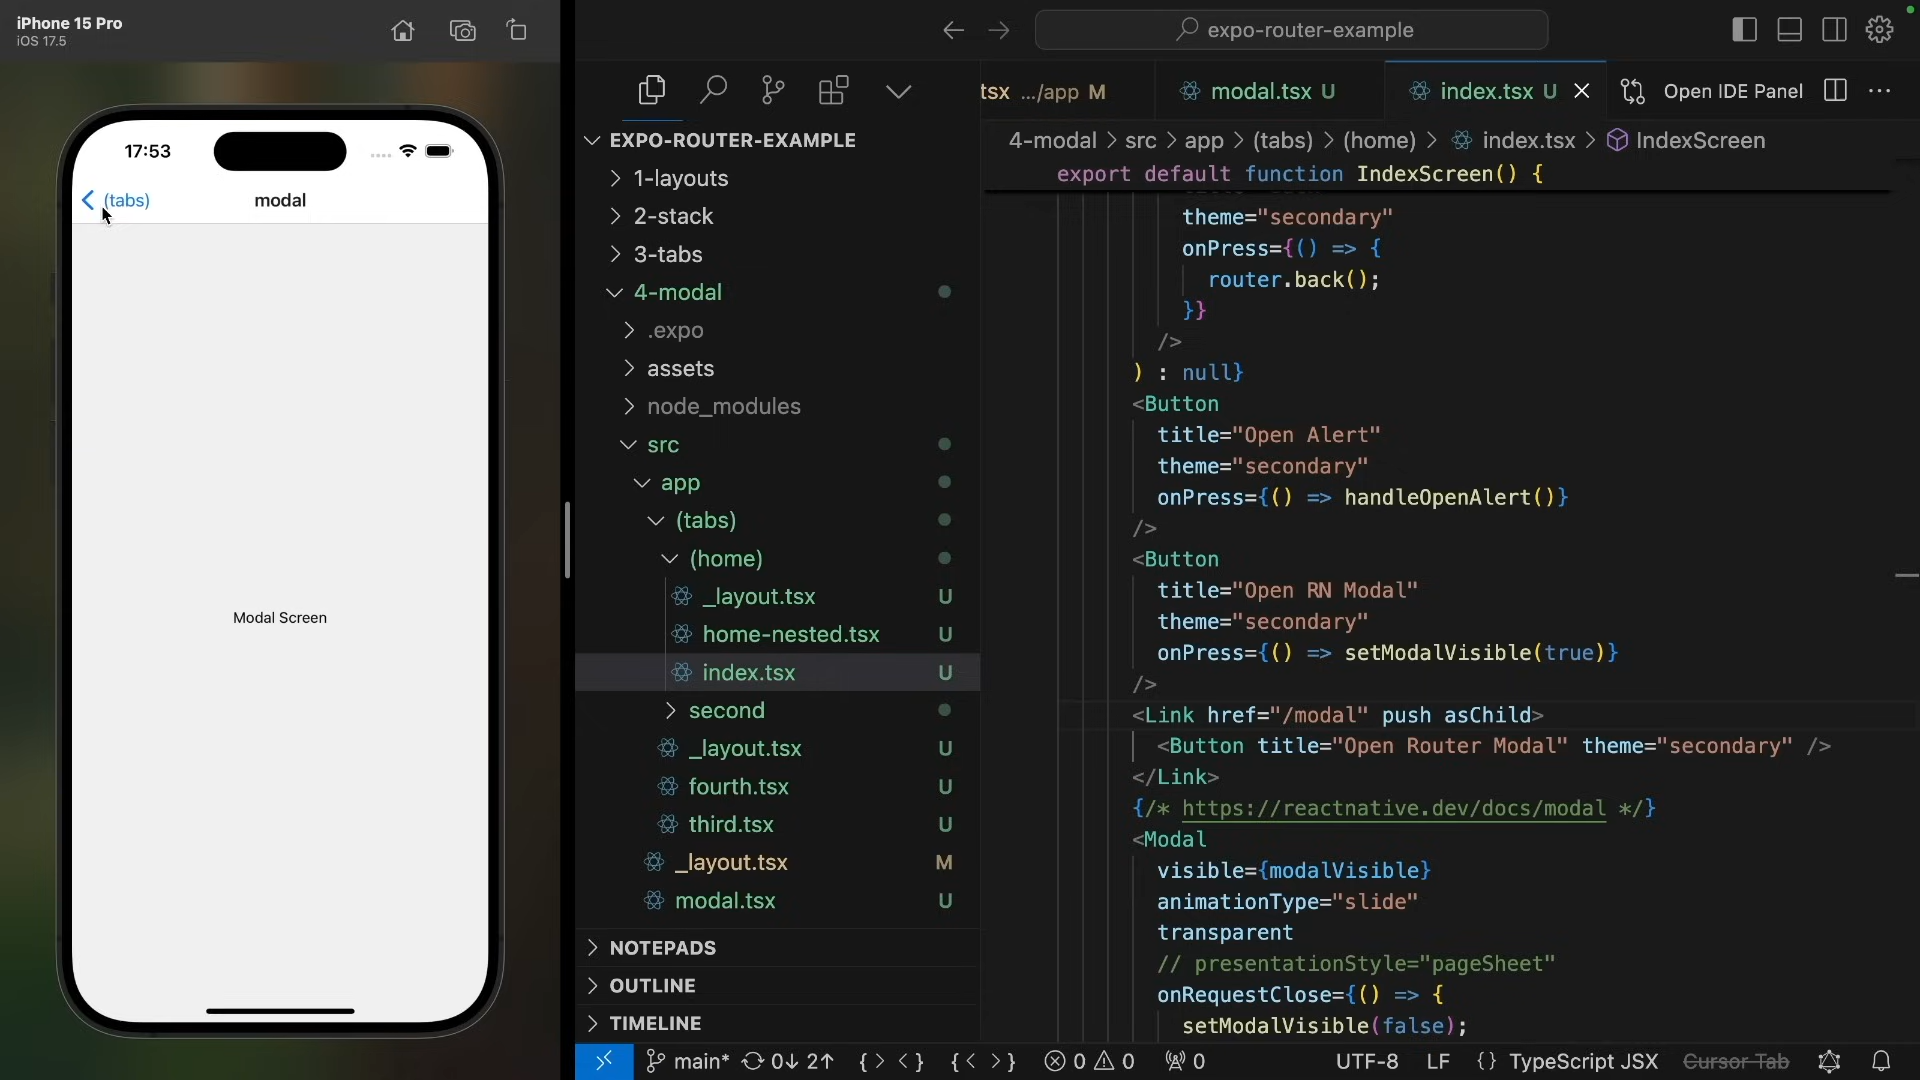 iPhone 15 Pro
iOS 17.5
17:53
(tabs)
modal
Modal Screen
expo-router-example
tsx .../app M
modal.tsx U
index.tsx U
Open IDE Panel
EXPO-ROUTER-EXAMPLE
1-layouts
2-stack
3-tabs
4-modal
.expo
assets
node_modules
src
app
(tabs)
(home)
_layout.tsx U
home-nested.tsx U
index.tsx U
second
_layout.tsx U
fourth.tsx U
third.tsx U
_layout.tsx M
modal.tsx U
NOTEPADS
OUTLINE
TIMELINE
4-modal > src > app > (tabs) > (home) > index.tsx > IndexScreen
export default function IndexScreen() {
theme="secondary"
onPress={() => {
router.back();
}}
/>
) : null}
<Button
title="Open Alert"
theme="secondary"
onPress={() => handleOpenAlert()}
/>
<Button
title="Open RN Modal"
theme="secondary"
onPress={() => setModalVisible(true)}
/>
<Link href="/modal" push asChild>
<Button title="Open Router Modal" theme="secondary" />
</Link>
{/* https://reactnative.dev/docs/modal */}
<Modal
visible={modalVisible}
animationType="slide"
transparent
// presentationStyle="pageSheet"
onRequestClose={() => {
setModalVisible(false);
main* 0↓ 2↑ { > < } { < > } 0 0 0 UTF-8 LF {} TypeScript JSX Cursor Tab